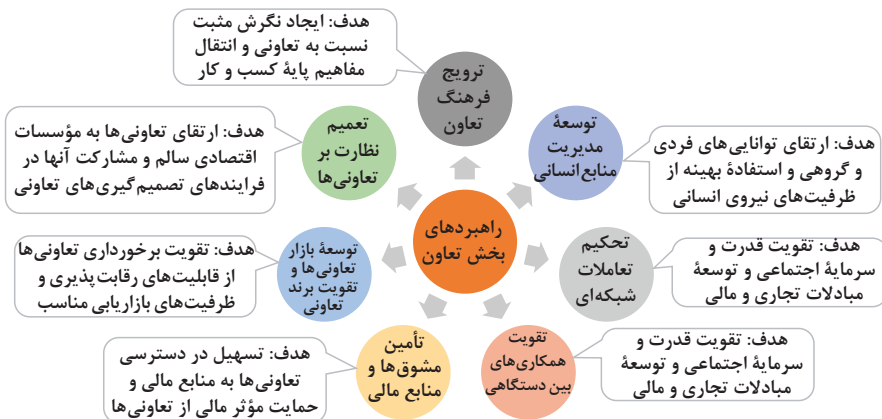 هدف: ایجاد نگرش مثبت
نسبت به تعاونی و انتقال
مفاهیم پایهٔ کسب و کار
ترویج
فرهنگ
تعاون
توسعهٔ
مدیریت
منابع‌انسانی
هدف: ارتقای توانایی‌های فردی
و گروهی و استفادهٔ بهینه از
ظرفیت‌های نیروی انسانی
تحکیم
تعاملات
شبکه‌ای
هدف: تقویت قدرت و
سرمایهٔ اجتماعی و توسعهٔ
مبادلات تجاری و مالی
تقویت
همکاری‌های
بین دستگاهی
هدف: تقویت قدرت و
سرمایهٔ اجتماعی و توسعهٔ
مبادلات تجاری و مالی
تأمین
مشوق‌ها و
منابع مالی
هدف: تسهیل در دسترسی
تعاونی‌ها به منابع مالی و
حمایت مؤثر مالی از تعاونی‌ها
توسعهٔ بازار
تعاونی‌ها و
تقویت برند
تعاونی
هدف: تقویت برخورداری تعاونی‌ها
از قابلیت‌های رقابت‌پذیری و
ظرفیت‌های بازاریابی مناسب
تعمیم
نظارت بر
تعاونی‌ها
هدف: ارتقای تعاونی‌ها به مؤسسات
اقتصادی سالم و مشارکت آنها در
فرایندهای تصمیم‌گیری‌های تعاونی
راهبردهای
بخش تعاون